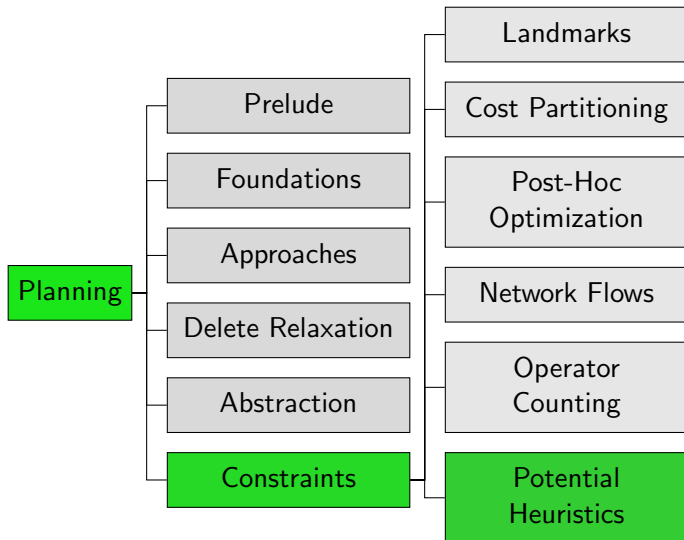 Planning
Prelude
Foundations
Approaches
Delete Relaxation
Abstraction
Constraints
Landmarks
Cost Partitioning
Post-Hoc
Optimization
Network Flows
Operator
Counting
Potential
Heuristics